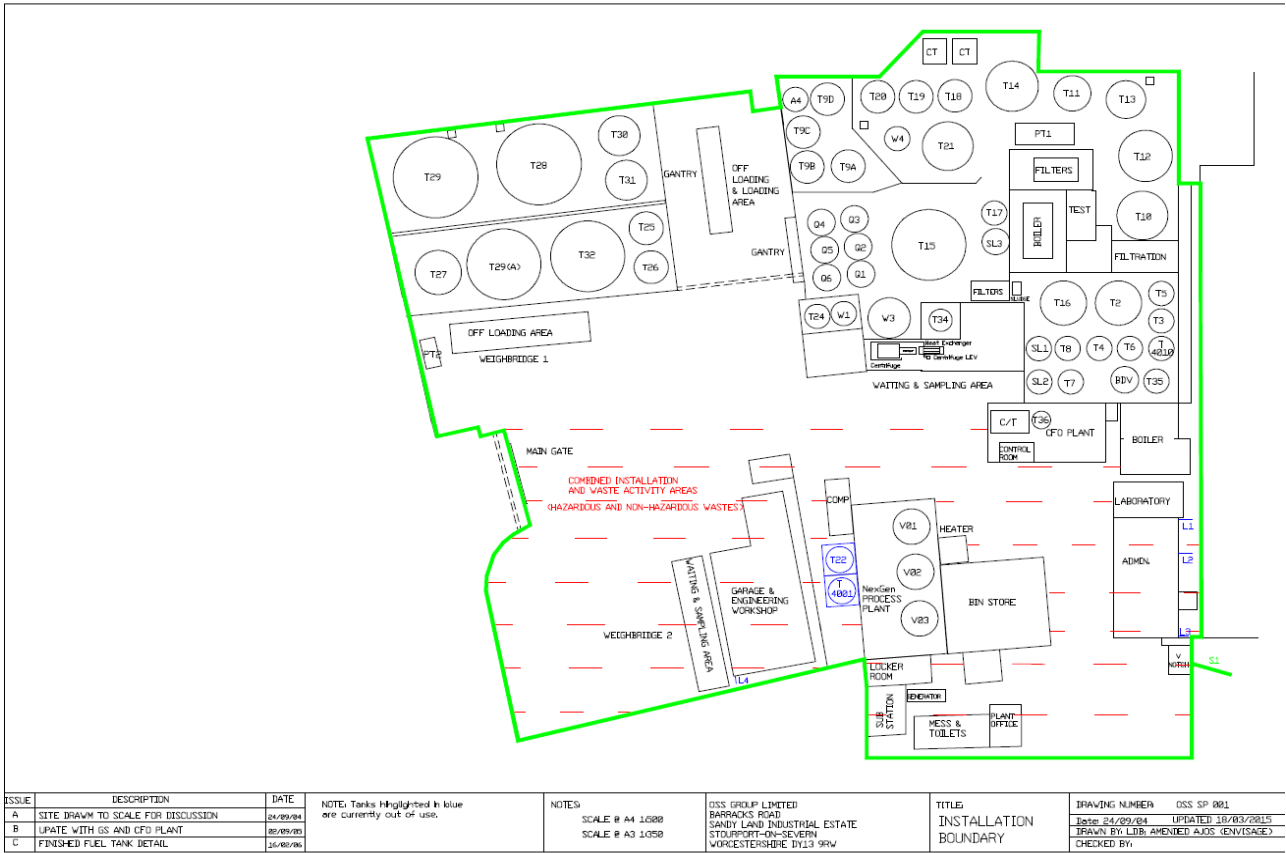 CT
CT
T14
T11
T13
T20
T19
T18
A4
T9D
T9C
T9B
T9A
W4
T21
PT1
T12
FILTERS
T10
T30
T28
T29
T31
GANTRY
OFF
LOADING
& LOADING
AREA
T25
T32
T29(A)
T27
T26
GANTRY
Q4
Q3
Q5
Q2
Q6
Q1
T15
T17
SL3
BOILER
TEST
FILTRATION
FILTERS
T16
T2
T5
T3
T24
W1
W3
T34
OFF LOADING AREA
PT2
WEIGHBRIDGE 1
Heat Exchanger
Centrifuge LEV
Centrifuge
SL1
T8
T4
T6
T
4010
SL2
T7
BDV
T35
WAITING & SAMPLING AREA
C/T
T36
CFO PLANT
CONTROL
ROOM
BOILER
MAIN GATE
COMBINED INSTALLATION
AND WASTE ACTIVITY AREAS
(HAZARDOUS AND NON-HAZARDOUS WASTES)
COMP
LABORATORY
V01
HEATER
L1
T22
ADMIN.
L2
V02
T
4001
NexGen
PROCESS
PLANT
BIN STORE
WAITING & SAMPLING AREA
GARAGE &
ENGINEERING
WORKSHOP
V03
WEIGHBRIDGE 2
L3
V
NOTCH
S1
L4
LOCKER
ROOM
SUB
STATION
GENERATOR
MESS &
TOILETS
PLANT
OFFICE
ISSUE DESCRIPTION DATE
A SITE DRAWM TO SCALE FOR DISCUSSION 24/09/04
B UPATE WITH GS AND CFO PLANT 02/09/05
C FINISHED FUEL TANK DETAIL 16/02/06
NOTE: Tanks hihglighted in blue
are currently out of use.
NOTES
SCALE @ A4 1:500
SCALE @ A3 1:350
OSS GROUP LIMITED
BARRACKS ROAD
SANDY LAND INDUSTRIAL ESTATE
STOURPORT-ON-SEVERN
WORCESTERSHIRE DY13 9RW
TITLE:
INSTALLATION
BOUNDARY
DRAWING NUMBER: OSS SP 001
Date: 24/09/04 UPDATED 18/03/2015
DRAWN BY: LDB: AMENDED AJOS (ENVISAGE)
CHECKED BY: